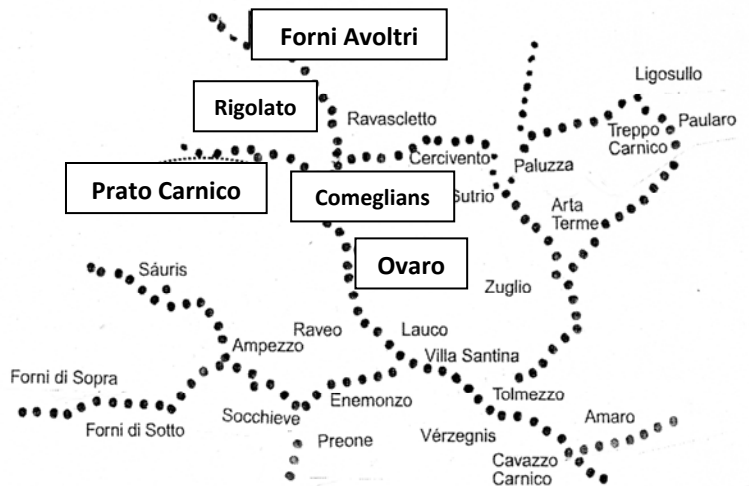 Forni Avoltri
Ligosullo
Rigolato
Ravascletto
Paularo
Treppo
Carnico
Cercivento
Paluzza
Prato Carnico
Comeglians
Sutrio
Arta
Terme
Ovaro
Sáuris
Zuglio
Raveo
Lauco
Ampezzo
Villa Santina
Forni di Sopra
Enemonzo
Tolmezzo
Socchieve
Amaro
Forni di Sotto
Preone
Vérzegnis
Cavazzo
Carnico